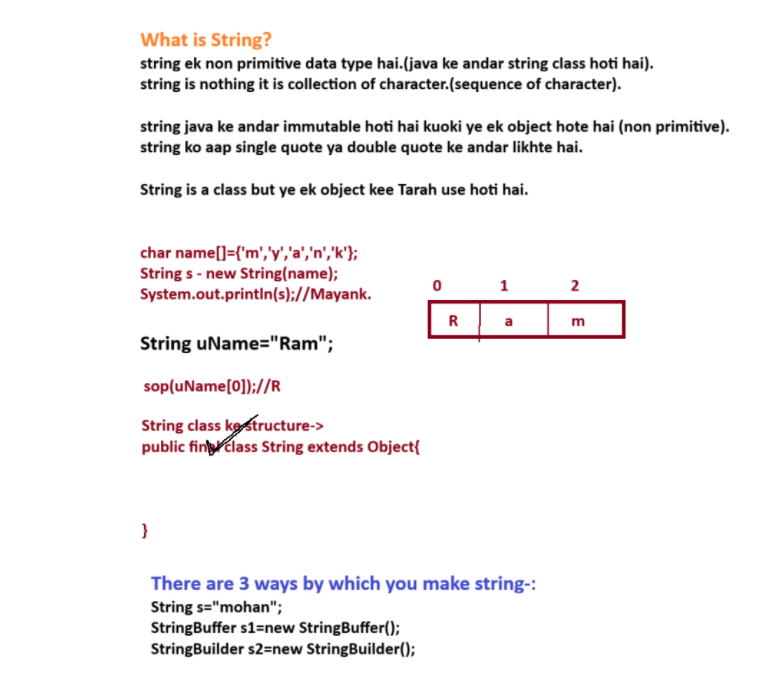 What is String?
string ek non primitive data type hai.(java ke andar string class hoti hai).
string is nothing it is collection of character.(sequence of character).
string java ke andar immutable hoti hai kuoki ye ek object hote hai (non primitive).
string ko aap single quote ya double quote ke andar likhte hai.
String is a class but ye ek object kee Tarah use hoti hai.
char name[]={'m','y','a','n','k'};
String s - new String(name);
System.out.println(s);//Mayank.
0 1 2
R a m
String uName="Ram";
sop(uName[0]);//R
String class ke structure->
public final class String extends Object{
}
There are 3 ways by which you make string-:
String s="mohan";
StringBuffer s1=new StringBuffer();
StringBuilder s2=new StringBuilder();